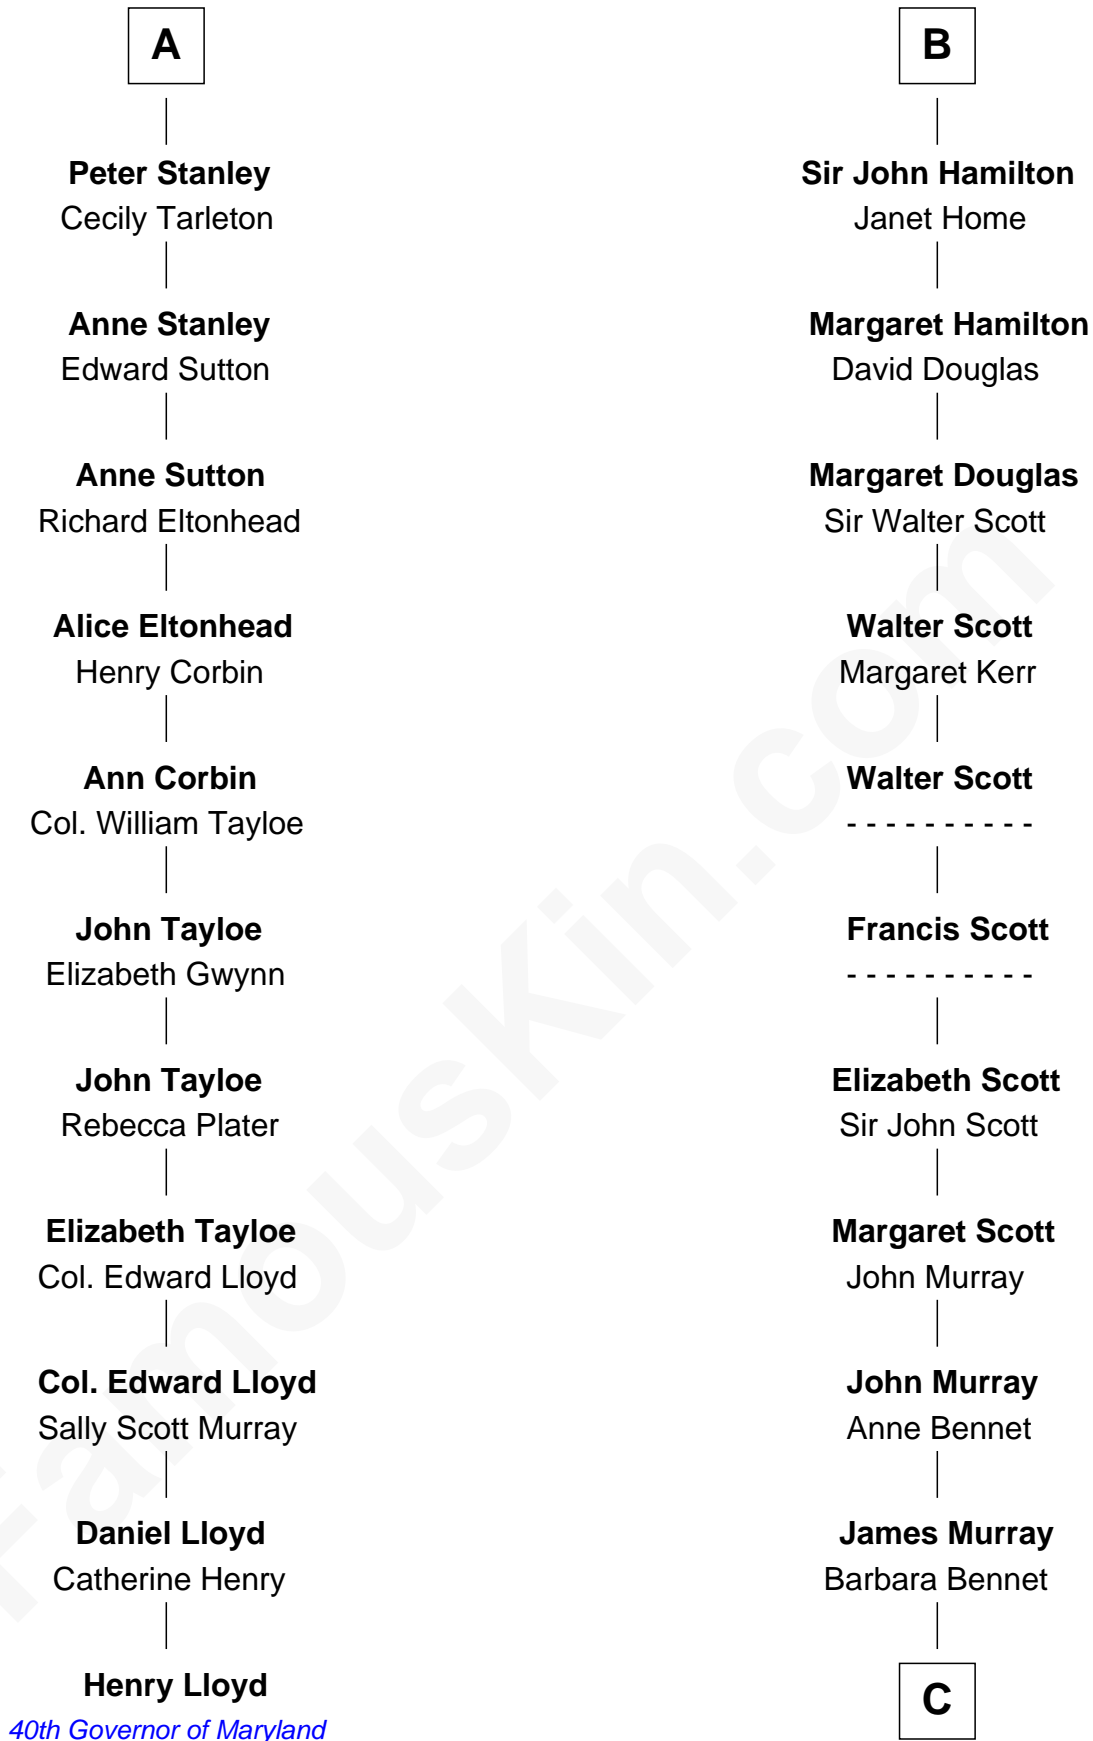 A
Peter Stanley
Cecily Tarleton
Anne Stanley
Edward Sutton
Anne Sutton
Richard Eltonhead
Alice Eltonhead
Henry Corbin
Ann Corbin
Col. William Tayloe
John Tayloe
Elizabeth Gwynn
John Tayloe
Rebecca Plater
Elizabeth Tayloe
Col. Edward Lloyd
Col. Edward Lloyd
Sally Scott Murray
Daniel Lloyd
Catherine Henry
Henry Lloyd
40th Governor of Maryland
B
Sir John Hamilton
Janet Home
Margaret Hamilton
David Douglas
Margaret Douglas
Sir Walter Scott
Walter Scott
Margaret Kerr
Walter Scott
- - - - - - - - - -
Francis Scott
- - - - - - - - - -
Elizabeth Scott
Sir John Scott
Margaret Scott
John Murray
John Murray
Anne Bennet
James Murray
Barbara Bennet
C
FamousKin.com